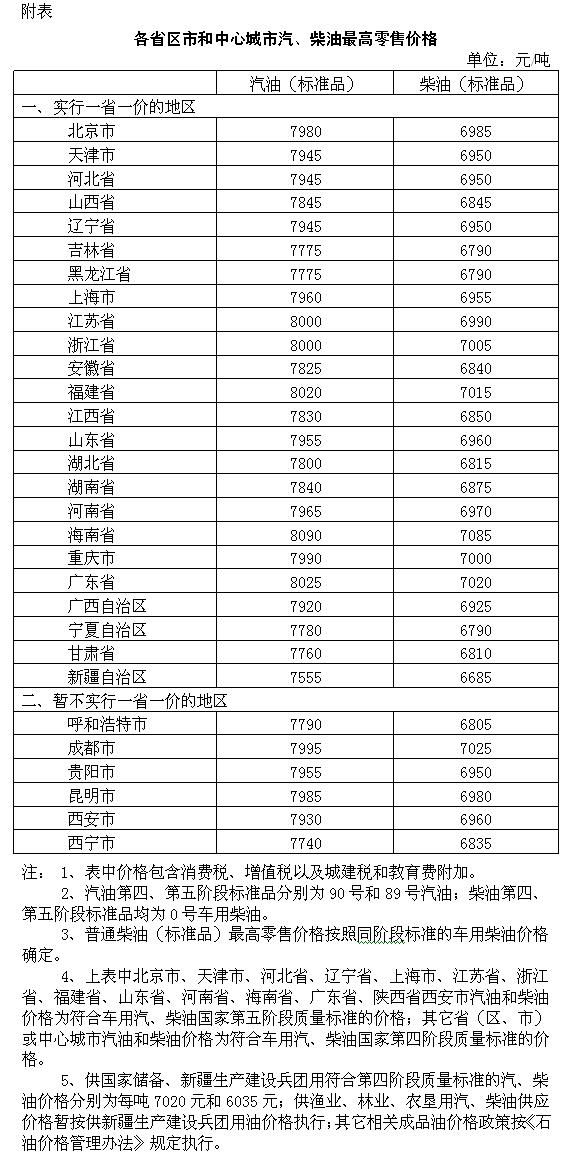 附表
各省区市和中心城市汽、柴油最高零售价格
单位：元/吨
汽油（标准品） 柴油（标准品）
一、实行一省一价的地区
北京市 7980 6985
天津市 7945 6950
河北省 7945 6950
山西省 7845 6845
辽宁省 7945 6950
吉林省 7775 6790
黑龙江省 7775 6790
上海市 7960 6955
江苏省 8000 6990
浙江省 8000 7005
安徽省 7825 6840
福建省 8020 7015
江西省 7830 6850
山东省 7955 6960
湖北省 7800 6815
湖南省 7840 6875
河南省 7965 6970
海南省 8090 7085
重庆市 7990 7000
广东省 8025 7020
广西自治区 7920 6925
宁夏自治区 7780 6790
甘肃省 7760 6810
新疆自治区 7555 6685
二、暂不实行一省一价的地区
呼和浩特市 7790 6805
成都市 7995 7025
贵阳市 7955 6950
昆明市 7985 6980
西安市 7930 6960
西宁市 7740 6835
注： 1、表中价格包含消费税、增值税以及城建税和教育费附加。
2、汽油第四、第五阶段标准品分别为90号和89号汽油；柴油第四、
第五阶段标准品均为0号车用柴油。
3、普通柴油（标准品）最高零售价格按照同阶段标准的车用柴油价格
确定。
4、上表中北京市、天津市、河北省、辽宁省、上海市、江苏省、浙江
省、福建省、山东省、河南省、海南省、广东省、陕西省西安市汽油和柴油
价格为符合车用汽、柴油国家第五阶段质量标准的价格；其它省（区、市）
或中心城市汽油和柴油价格为符合车用汽、柴油国家第四阶段质量标准的价
格。
5、供国家储备、新疆生产建设兵团用符合第四阶段质量标准的汽、柴
油价格分别为每吨7020元和6035元；供渔业、林业、农垦用汽、柴油供应
价格暂按供新疆生产建设兵团用油价格执行；其它相关成品油价格政策按《石
油价格管理办法》规定执行。